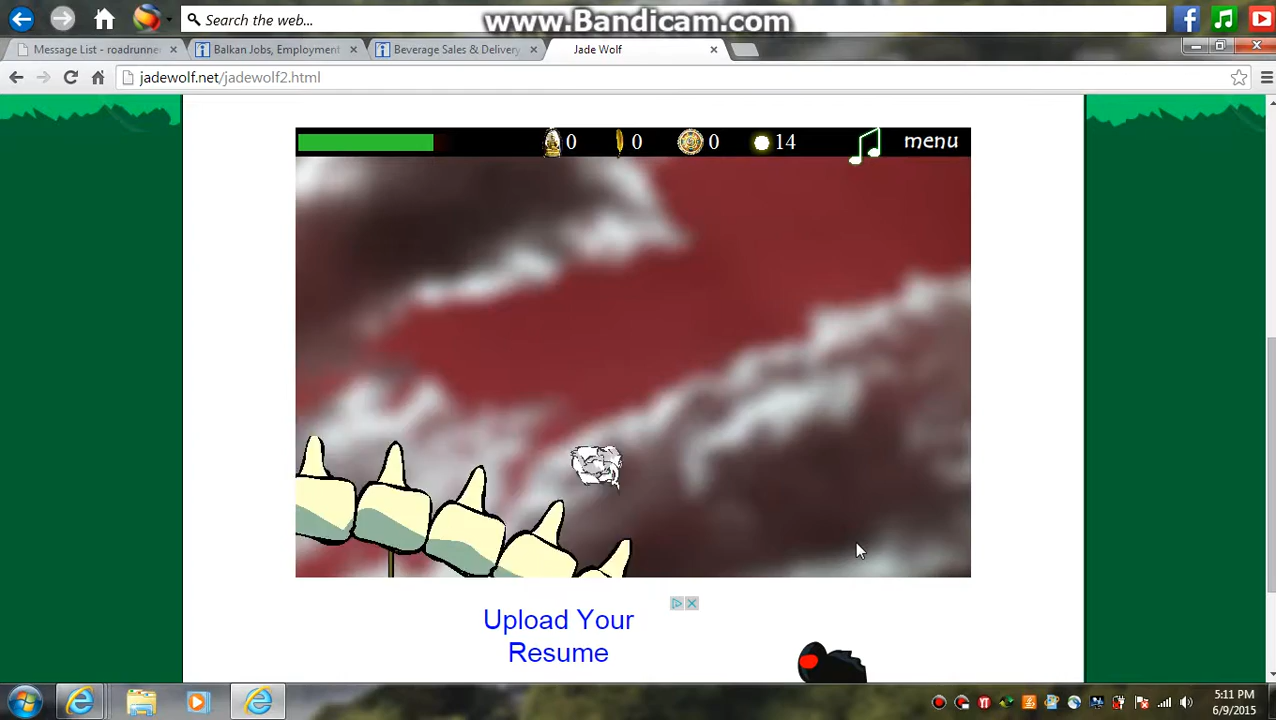 Search the web...
www.Bandicam.com
Message List - roadrunne
Balkan Jobs, Employment
Beverage Sales & Delivery
Jade Wolf
jadewolf.net/jadewolf2.html
0 0 0 14 menu
Upload Your
Resume
5:11 PM
6/9/2015